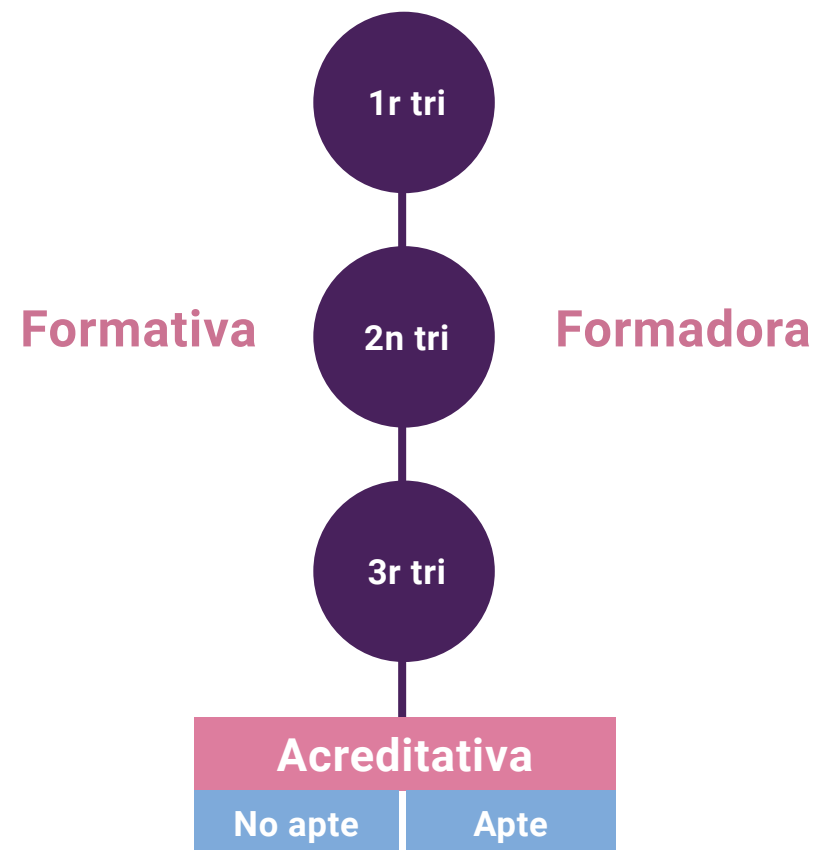 1r tri
Formativa
2n tri
Formadora
3r tri
Acreditativa
No apte
Apte